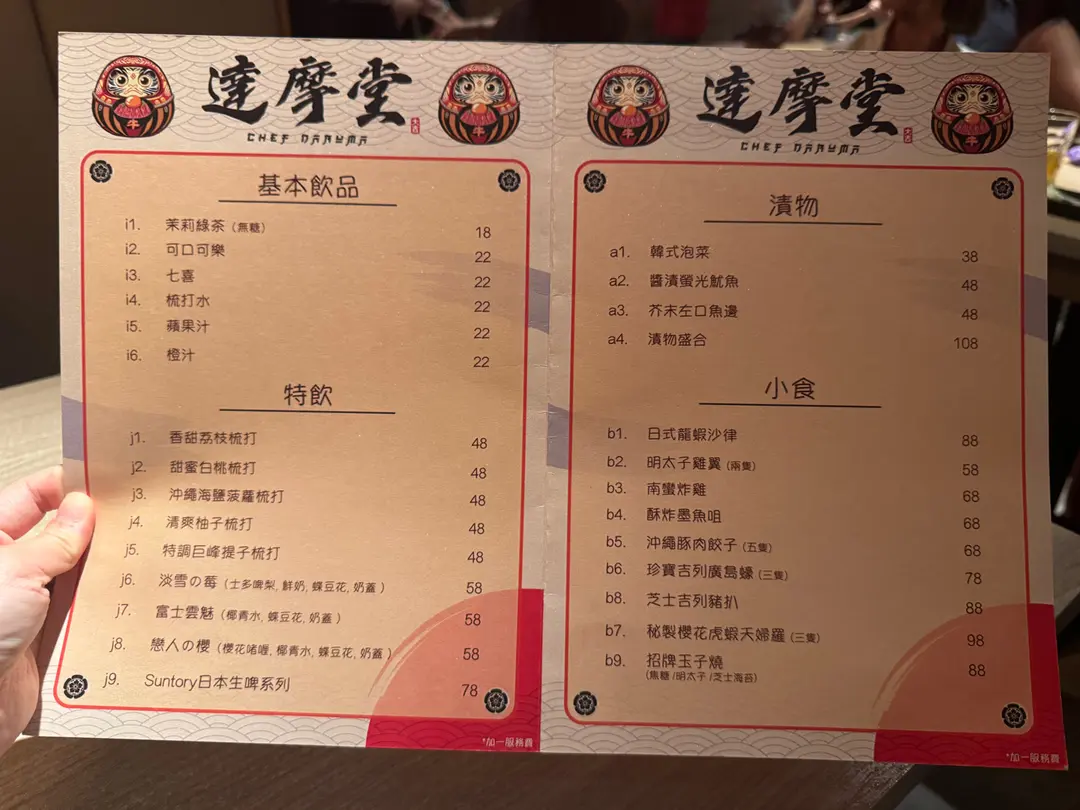 達摩堂
CHEF DARUMA
牛
牛
基本飲品
i1. 茉莉綠茶 (無糖) 18
i2. 可口可樂 22
i3. 七喜 22
i4. 梳打水 22
i5. 蘋果汁 22
i6. 橙汁 22
特飲
j1. 香甜荔枝梳打 48
j2. 甜蜜白桃梳打 48
j3. 沖繩海鹽菠蘿梳打 48
j4. 清爽柚子梳打 48
j5. 特調巨峰提子梳打 48
j6. 淡雪の莓 (士多啤梨, 鮮奶, 蝶豆花, 奶蓋) 58
j7. 富士雲魅 (椰青水, 蝶豆花, 奶蓋) 58
j8. 戀人の櫻 (櫻花啫喱, 椰青水, 蝶豆花, 奶蓋) 58
j9. Suntory日本生啤系列 78
*加一服務費
達摩堂
CHEF DARUMA
牛
牛
漬物
a1. 韓式泡菜 38
a2. 醬漬螢光魷魚 48
a3. 芥末左口魚邊 48
a4. 漬物盛合 108
小食
b1. 日式龍蝦沙律 88
b2. 明太子雞翼 (兩隻) 58
b3. 南蠻炸雞 68
b4. 酥炸墨魚咀 68
b5. 沖繩豚肉餃子 (五隻) 68
b6. 珍寶吉列廣島蠔 (三隻) 78
b8. 芝士吉列豬扒 88
b7. 秘製櫻花虎蝦天婦羅 (三隻) 98
b9. 招牌玉子燒 88
(焦糖 /明太子 /芝士海苔)
*加一服務費